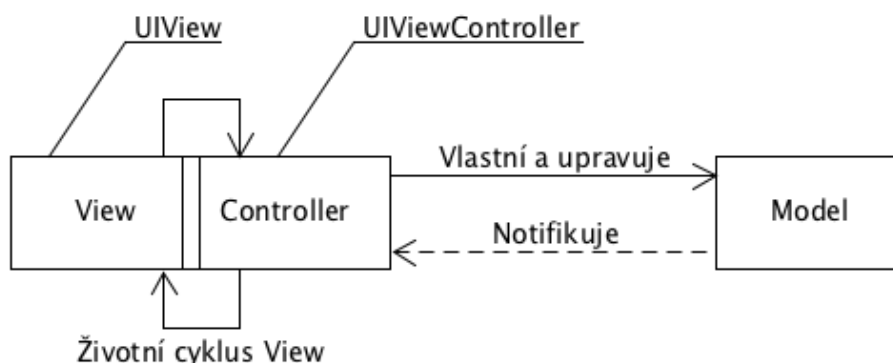 UIView
UIViewController
Vlastní a upravuje
View
Controller
Model
Notifikuje
Životní cyklus View